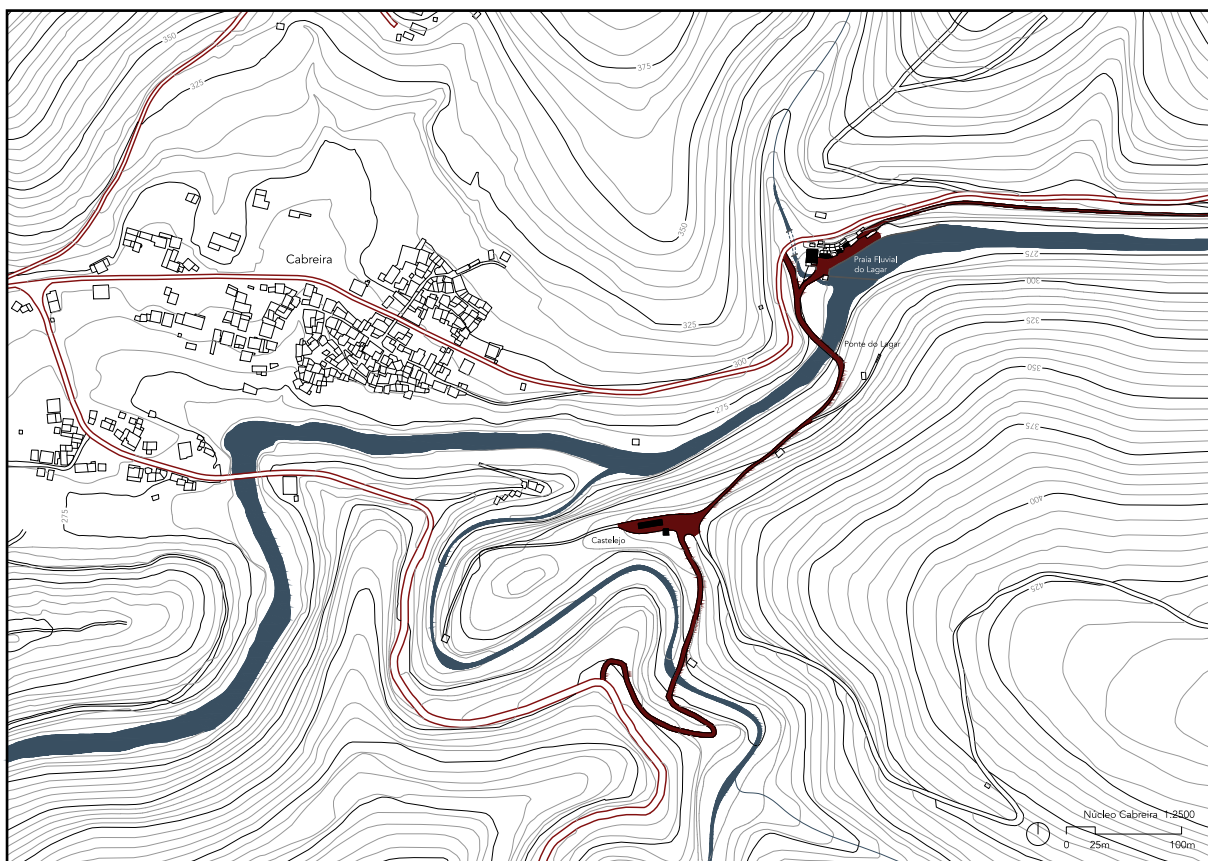 350
325
375
Cabreira
350
Praia Fluvial
do Lagar
275
300
325
325
Ponte do Lagar
300
350
275
375
400
275
Castelejo
425
Núcleo Cabreira 1:2500
0 25m 100m